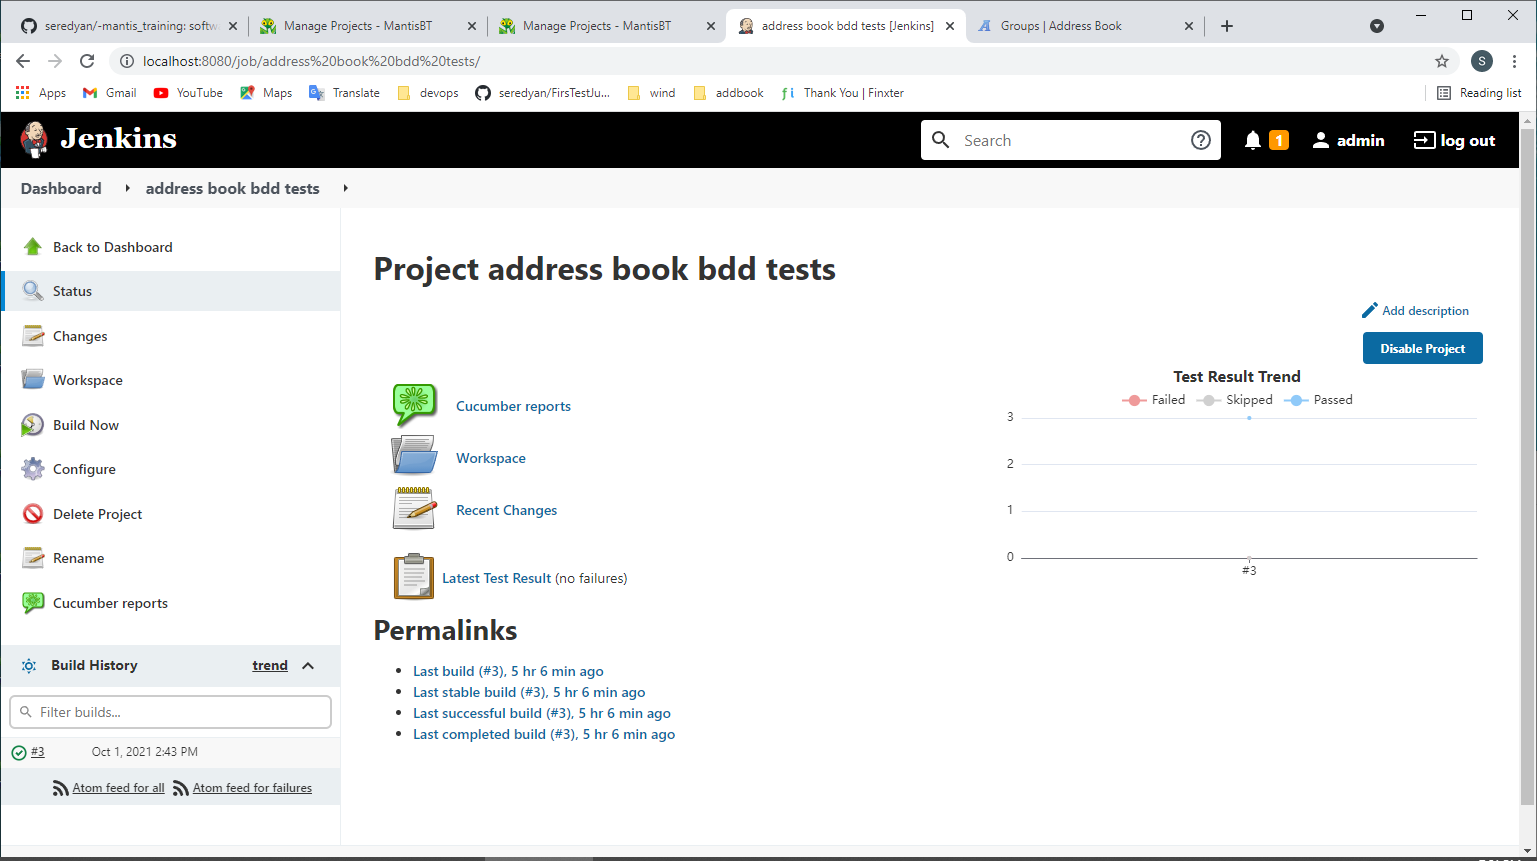 seredyan/-mantis_training: softw
Manage Projects - MantisBT
Manage Projects - MantisBT
address book bdd tests [Jenkins]
Groups | Address Book
localhost:8080/job/address%20book%20bdd%20tests/
S
Apps
Gmail
YouTube
Maps
Translate
devops
seredyan/FirsTestJu...
wind
addbook
Thank You | Finxter
Reading list
Jenkins
Search
1
admin
log out
Dashboard
address book bdd tests
Back to Dashboard
Status
Changes
Workspace
Build Now
Configure
Delete Project
Rename
Cucumber reports
Build History
trend
Filter builds...
#3
Oct 1, 2021 2:43 PM
Atom feed for all
Atom feed for failures
Project address book bdd tests
Add description
Disable Project
Cucumber reports
Workspace
Recent Changes
Latest Test Result (no failures)
Test Result Trend
Failed
Skipped
Passed
3
2
1
0
#3
Permalinks
Last build (#3), 5 hr 6 min ago
Last stable build (#3), 5 hr 6 min ago
Last successful build (#3), 5 hr 6 min ago
Last completed build (#3), 5 hr 6 min ago